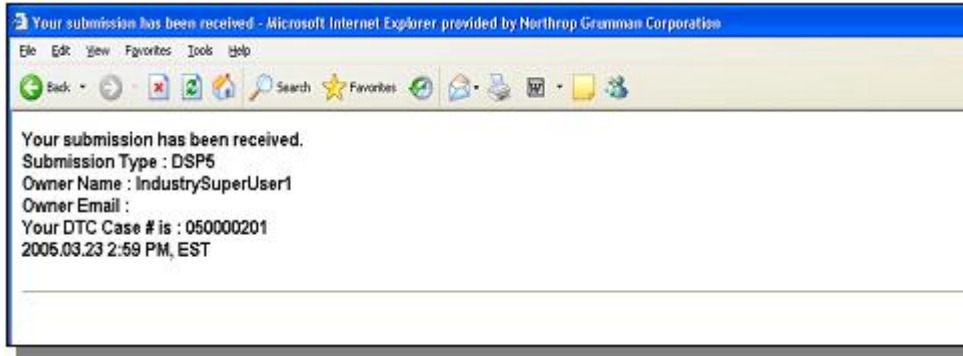 Your submission has been received - Microsoft Internet Explorer provided by Northrop Grumman Corporation
File Edit View Favorites Tools Help
Back Search Favorites
Your submission has been received.
Submission Type : DSP5
Owner Name : IndustrySuperUser1
Owner Email :
Your DTC Case # is : 050000201
2005.03.23 2:59 PM, EST